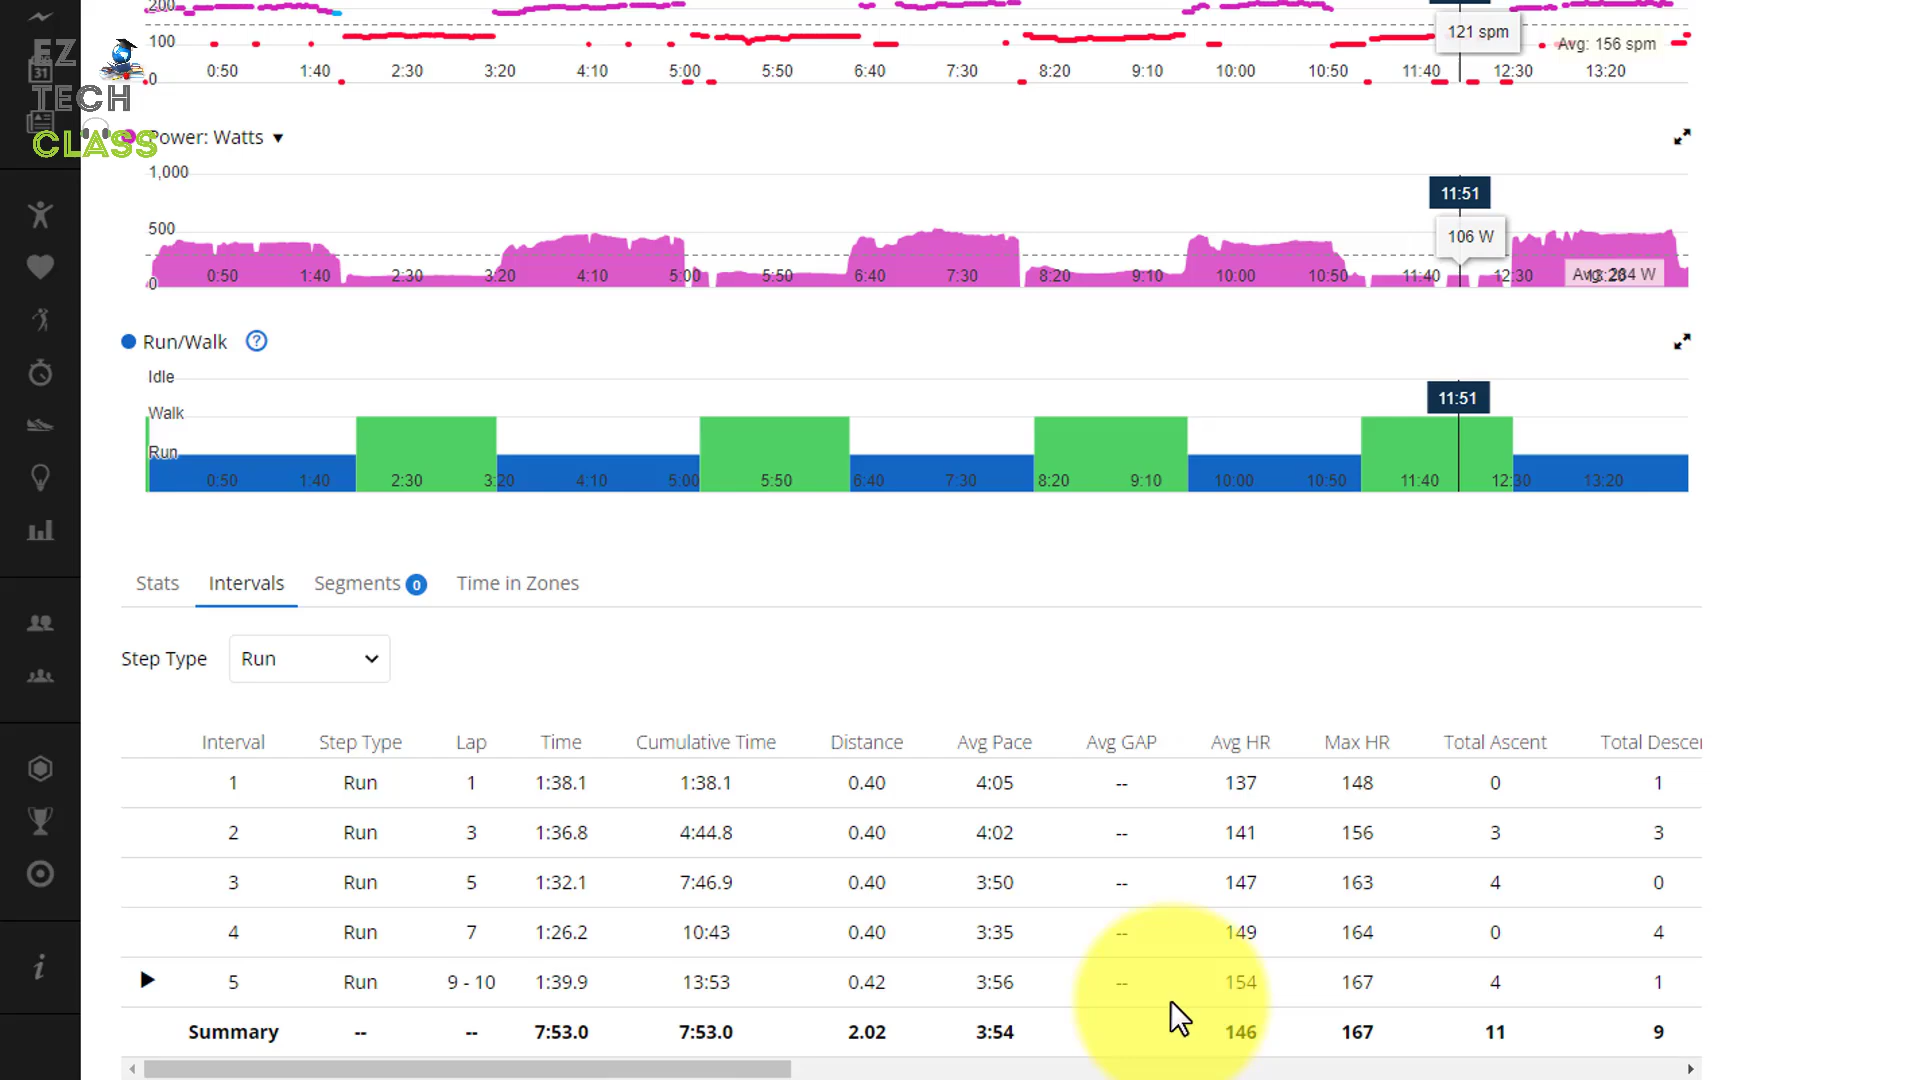 200
121 spm
100
Avg: 156 spm
0
0:50 1:40 2:30 3:20 4:10 5:00 5:50 6:40 7:30 8:20 9:10 10:00 10:50 11:40 12:30 13:20
EZ
TECH
CLASS
31
Power: Watts
1,000
11:51
500
106 W
0:50 1:40 2:30 3:20 4:10 5:00 5:50 6:40 7:30 8:20 9:10 10:00 10:50 11:40 12:30 13:20
0
Run/Walk ?
Idle
11:51
Walk
Run
0:50 1:40 2:30 3:20 4:10 5:00 5:50 6:40 7:30 8:20 9:10 10:00 10:50 11:40 12:30 13:20
Stats Intervals Segments 0 Time in Zones
Step Type Run
Interval Step Type Lap Time Cumulative Time Distance Avg Pace Avg GAP Avg HR Max HR Total Ascent Total Descen
1 Run 1 1:38.1 1:38.1 0.40 4:05 -- 137 148 0 1
2 Run 3 1:36.8 4:44.8 0.40 4:02 -- 141 156 3 3
3 Run 5 1:32.1 7:46.9 0.40 3:50 -- 147 163 4 0
4 Run 7 1:26.2 10:43 0.40 3:35 -- 149 164 0 4
5 Run 9 - 10 1:39.9 13:53 0.42 3:56 -- 154 167 4 1
Summary -- -- 7:53.0 7:53.0 2.02 3:54 146 167 11 9